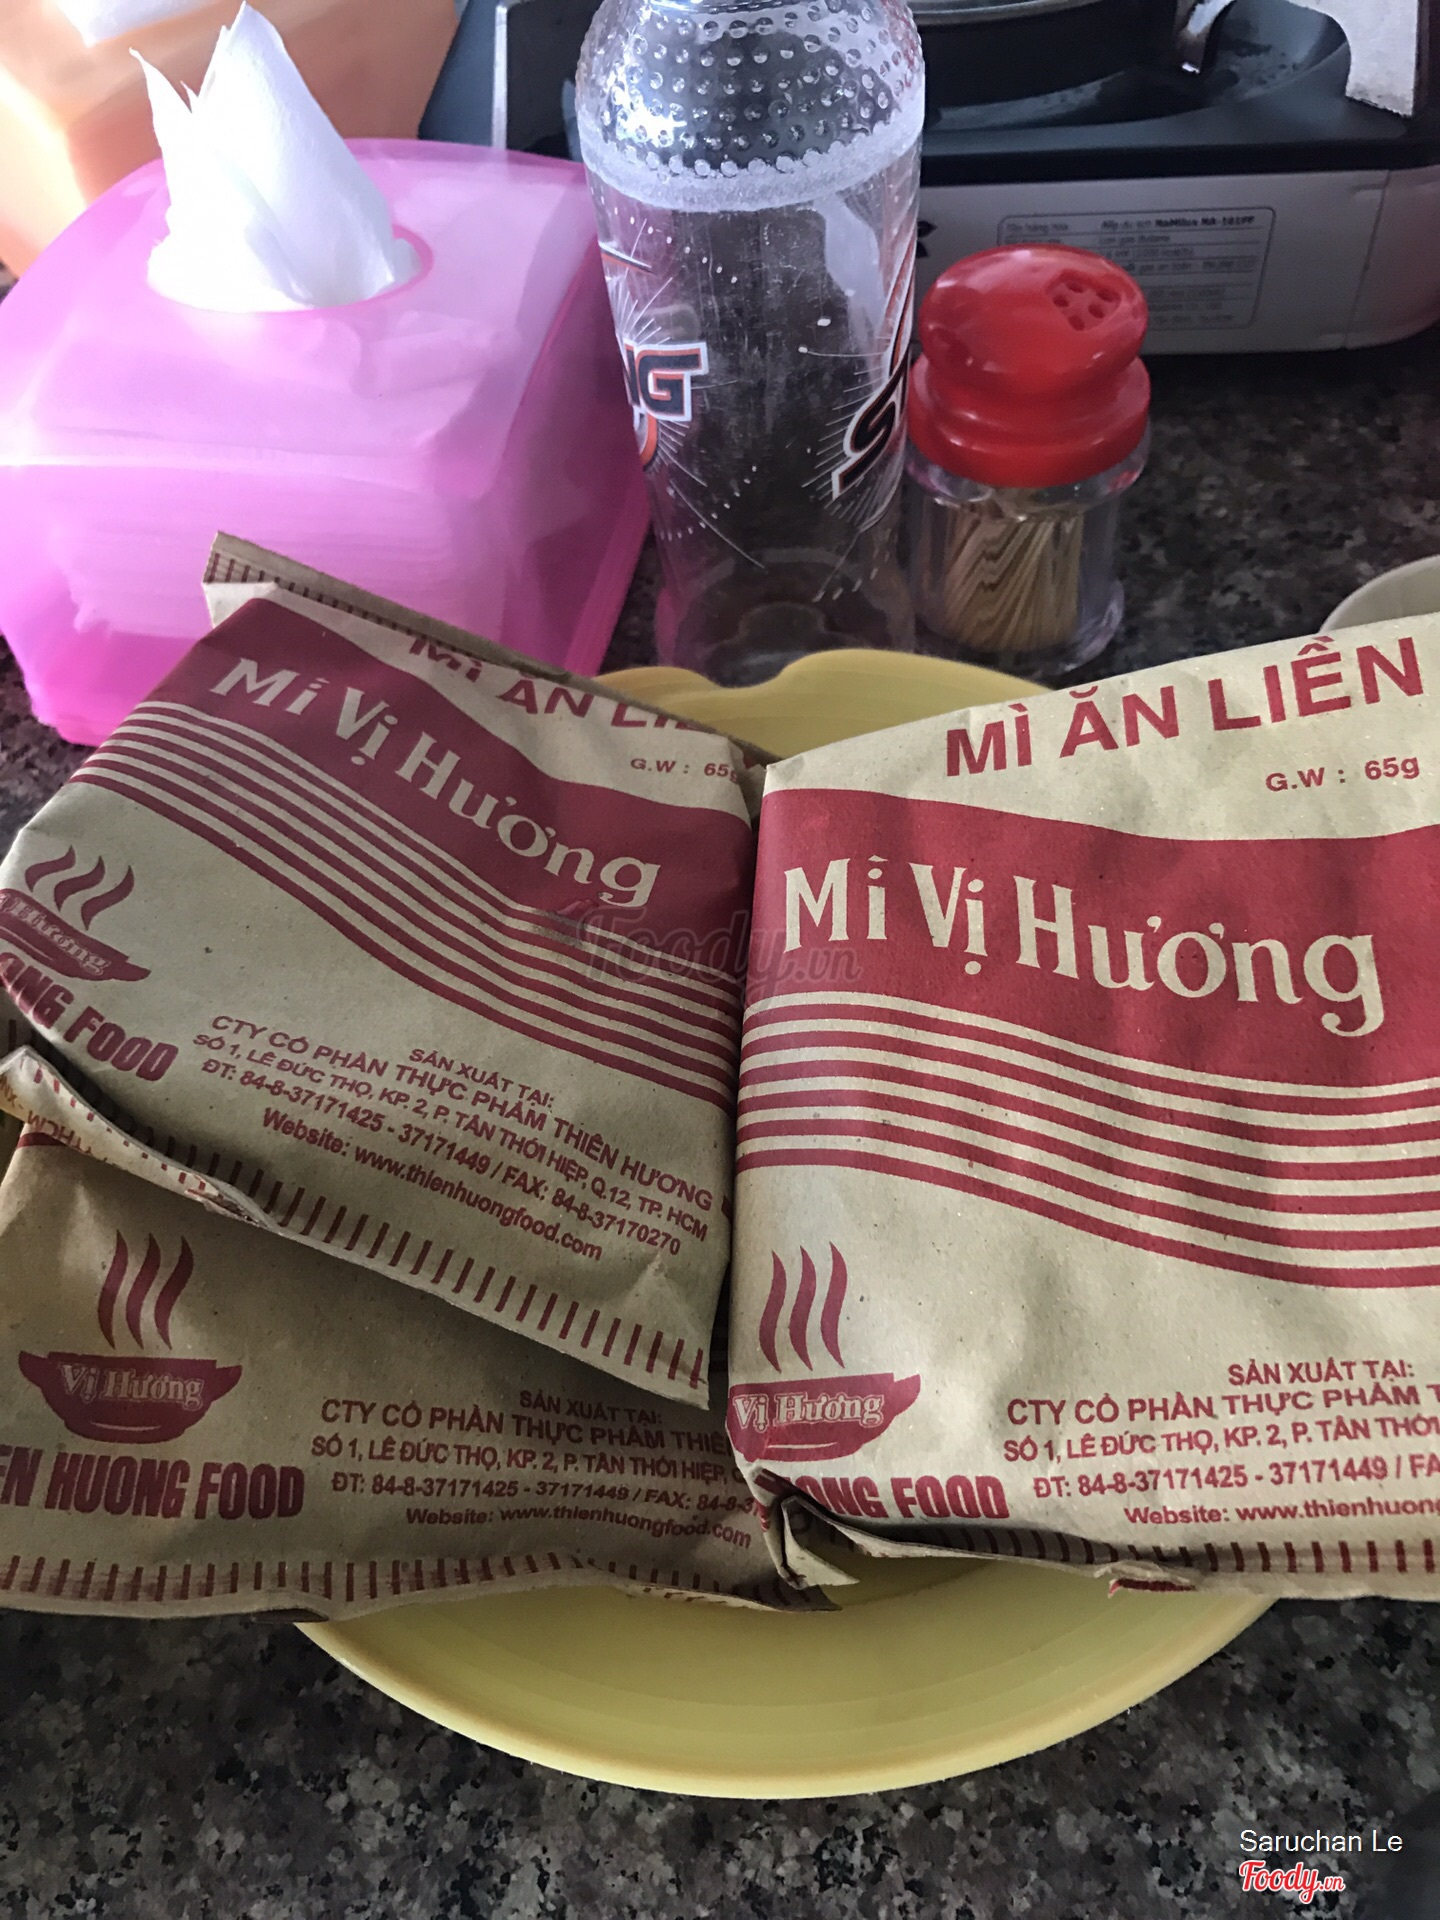 NG
S
MÌ ĂN LIỀN
G.W : 65g
Mì Vị Hương
Vị Hương
ONG FOOD
SẢN XUẤT TẠI:
CTY CỔ PHẦN THỰC PHẨM THIÊN HƯƠNG
SỐ 1, LÊ ĐỨC THỌ, KP. 2, P. TÂN THỚI HIỆP, Q.12, TP. HCM
ĐT: 84-8-37171425 - 37171449 / FAX: 84-8-37170270
Website: www.thienhuongfood.com
MÌ ĂN LIỀN
G.W : 65g
Mì Vị Hương
Vị Hương
ONG FOOD
SẢN XUẤT TẠI:
CTY CỔ PHẦN THỰC PHẨM T
SỐ 1, LÊ ĐỨC THỌ, KP. 2, P. TÂN THỚI
ĐT: 84-8-37171425 - 37171449 / FA
Website: www.thienhuong
Vị Hương
EN HUONG FOOD
SẢN XUẤT TẠI:
CTY CỔ PHẦN THỰC PHẨM THIÊ
SỐ 1, LÊ ĐỨC THỌ, KP. 2, P. TÂN THỚI HIỆP,
ĐT: 84-8-37171425 - 37171449 / FAX: 84-8-3
Website: www.thienhuongfood.com
Foody.vn
Saruchan Le
Foody.vn